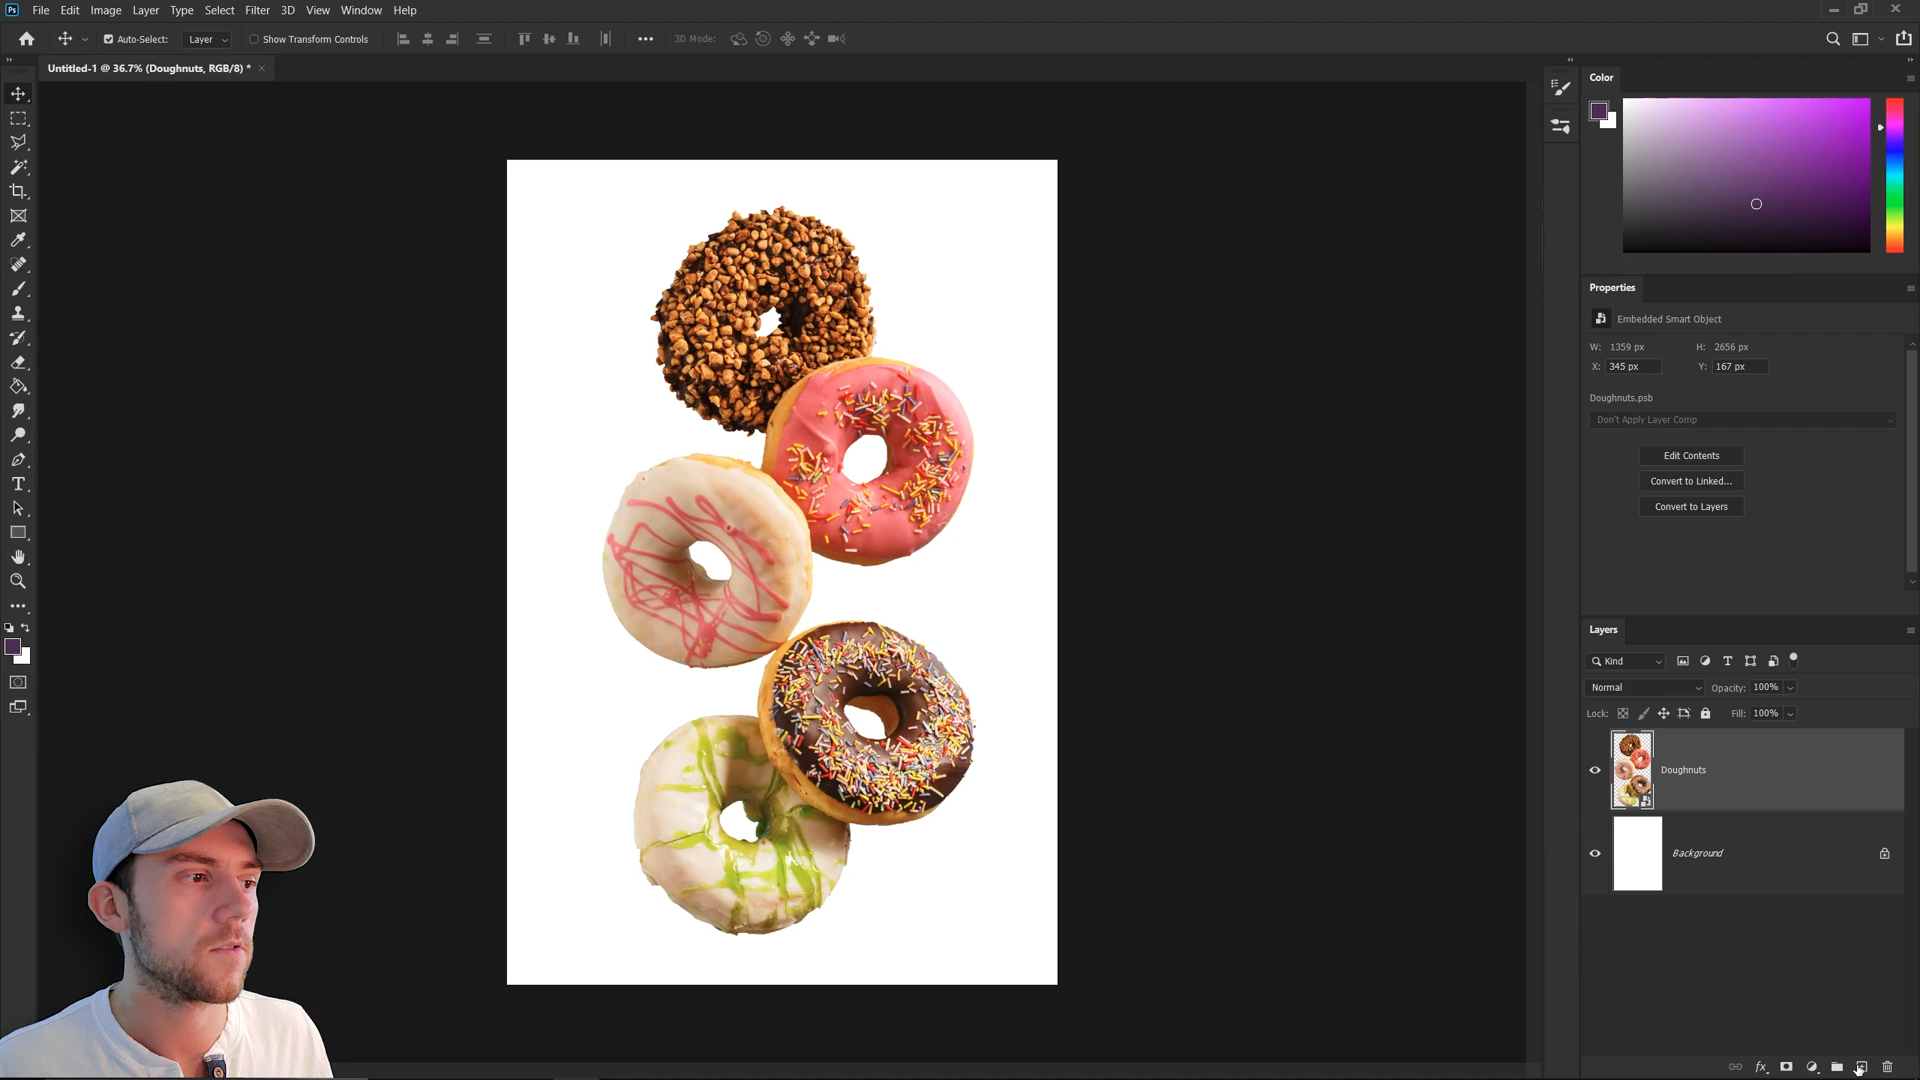 Ps File Edit Image Layer Type Select Filter 3D View Window Help
Auto-Select: Layer Show Transform Controls 3D Mode:
Untitled-1 @ 36.7% (Doughnuts, RGB/8) *
Color
Properties
Embedded Smart Object
W: 1359 px H: 2656 px
X: 345 px Y: 167 px
Doughnuts.psb
Don't Apply Layer Comp
Edit Contents
Convert to Linked...
Convert to Layers
Layers
Kind
Normal Opacity: 100%
Lock: Fill: 100%
Doughnuts
Background